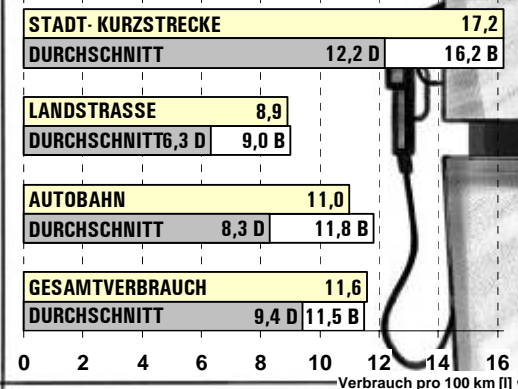 STADT- KURZSTRECKE 17,2
DURCHSCHNITT 12,2 D 16,2 B
LANDSTRASSE 8,9
DURCHSCHNITT6,3 D 9,0 B
AUTOBAHN 11,0
DURCHSCHNITT 8,3 D 11,8 B
GESAMTVERBRAUCH 11,6
DURCHSCHNITT 9,4 D 11,5 B
0 2 4 6 8 10 12 14 16
Verbrauch pro 100 km [l]